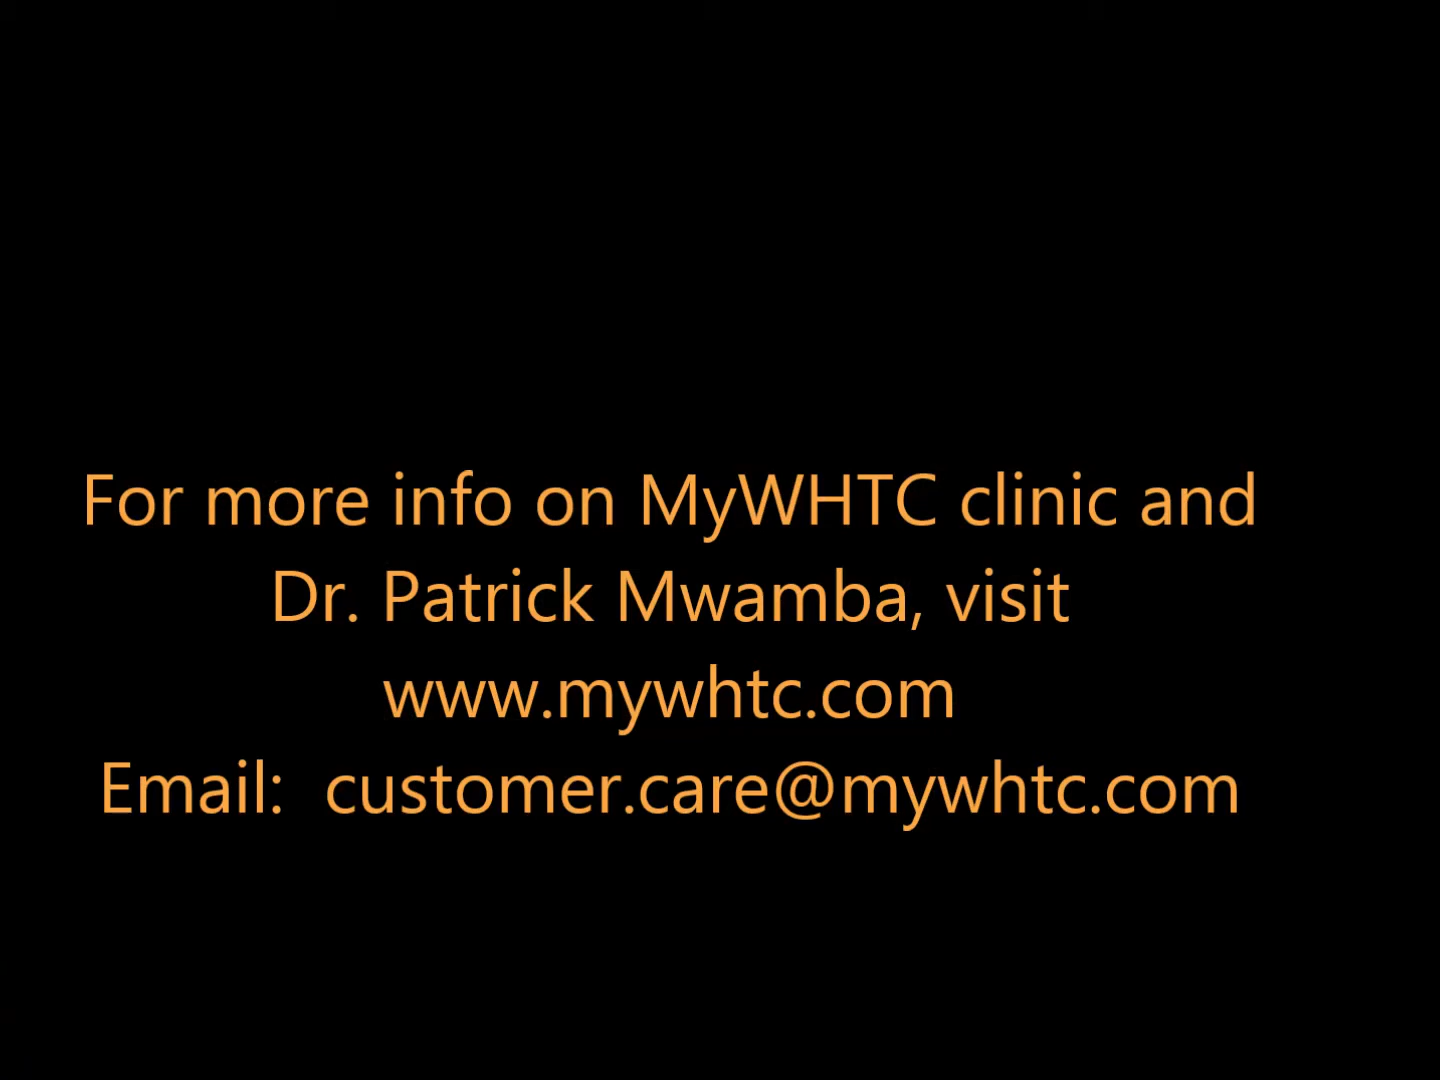 For more info on MyWHTC clinic and
Dr. Patrick Mwamba, visit
www.mywhtc.com
Email:  customer.care@mywhtc.com